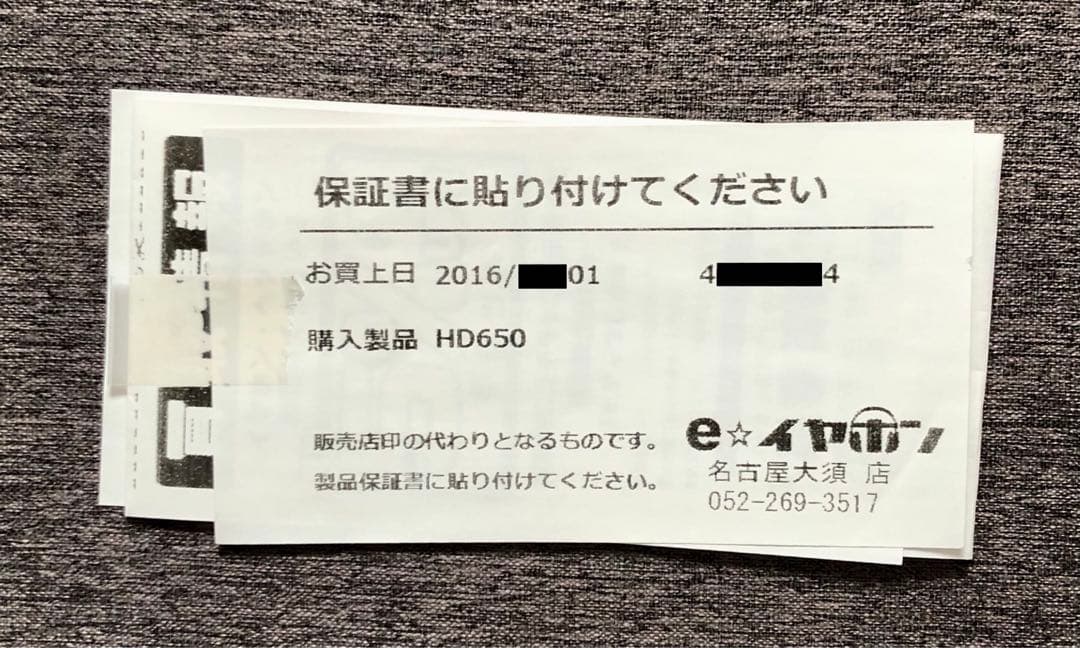 保証書に貼り付けてください
お買上日 2016/ 01 4 4
購入製品 HD650
販売店印の代わりとなるものです。
製品保証書に貼り付けてください。
e☆イヤホン
名古屋大須 店
052-269-3517